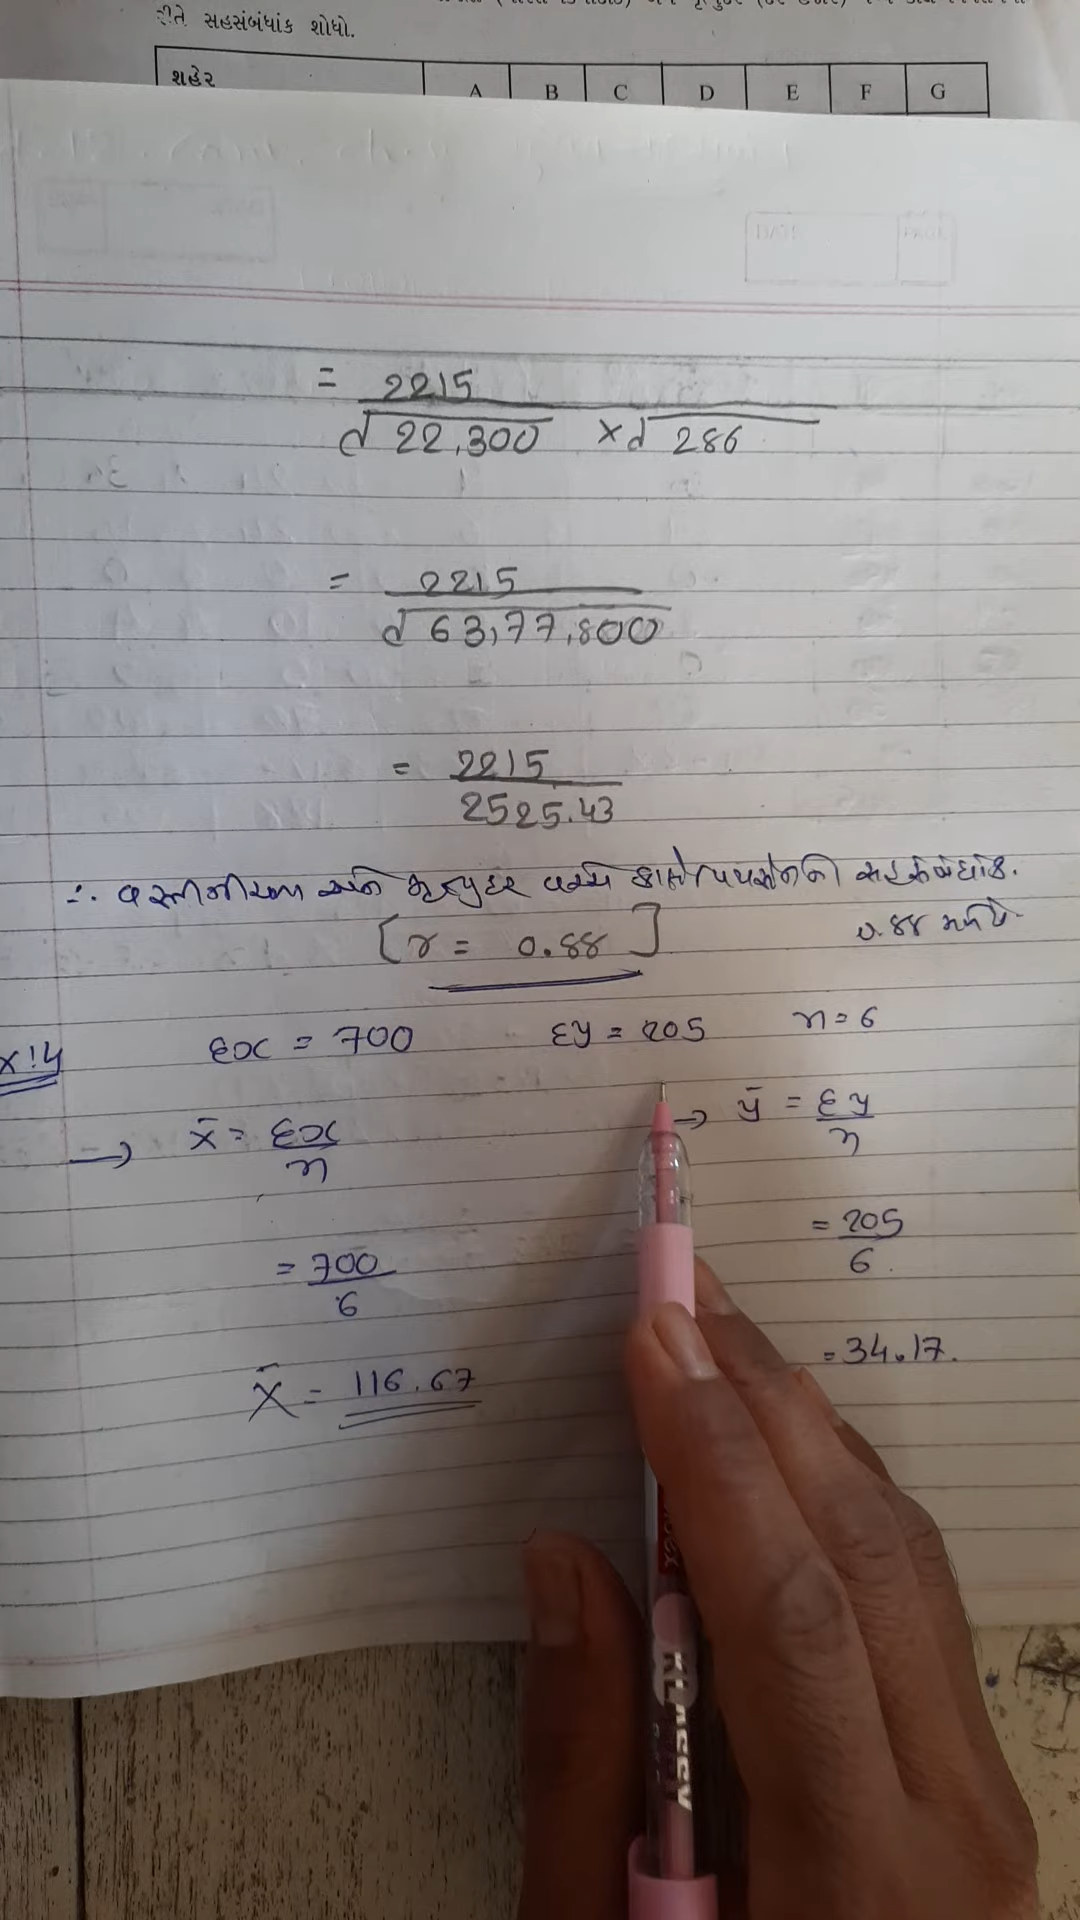 રીતે સહસંબંધાંક શોધો.
શહેર A B C D E F G
= 2215
√22,300 × √286
= 2215
√63,77,800
= 2215
2525.43
∴ વસ્તીગીચતા અને મૃત્યુદર વચ્ચે કાર્લ પિયર્સનનો સહસંબંધાંક
0.88
[r = 0.88]
Σx = 700 Σy = 205 n = 6
→ x̄ = Σx/n → ȳ = Σy/n
= 700/6 = 205/6
x̄ = 116.67 = 34.17.